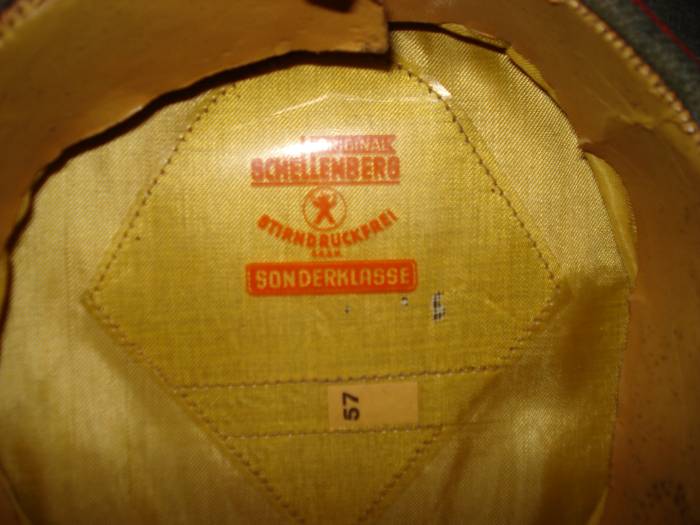 ORIGINAL
SCHELLENBERG
STIRNDRUCKFREI
SONDERKLASSE
57